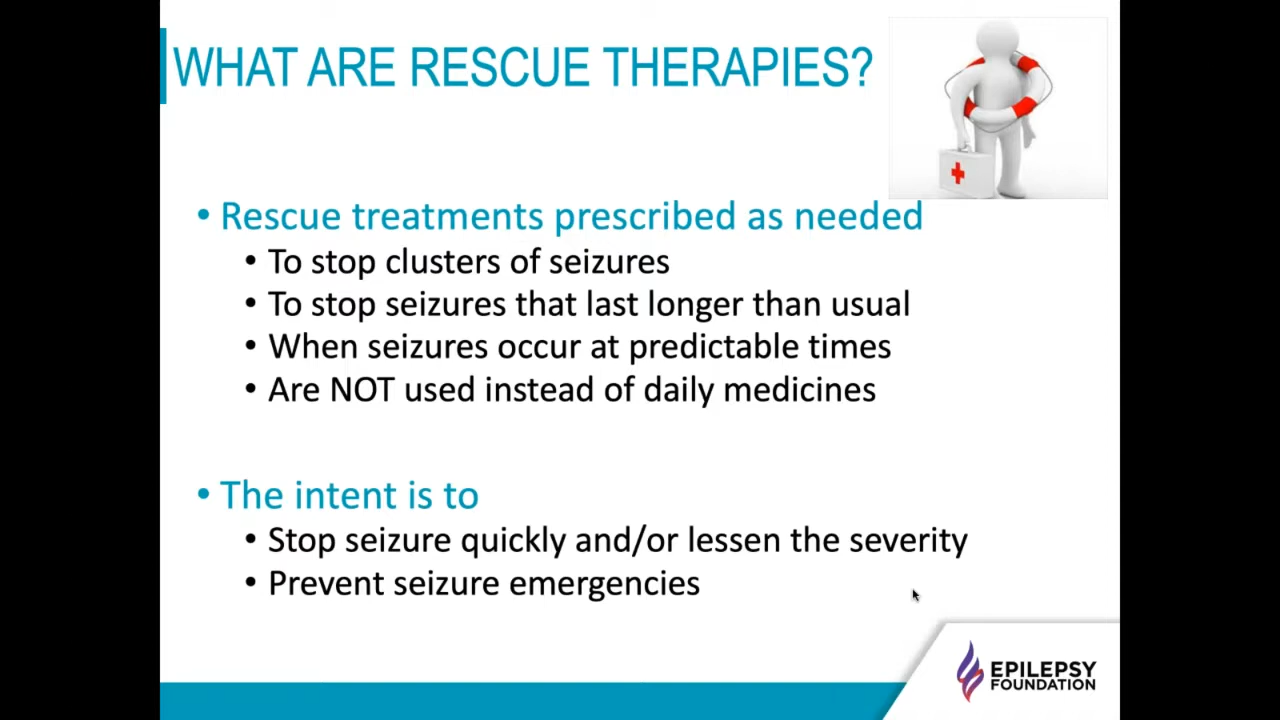 WHAT ARE RESCUE THERAPIES?
• Rescue treatments prescribed as needed
• To stop clusters of seizures
• To stop seizures that last longer than usual
• When seizures occur at predictable times
• Are NOT used instead of daily medicines
• The intent is to
• Stop seizure quickly and/or lessen the severity
• Prevent seizure emergencies
EPILEPSY
FOUNDATION